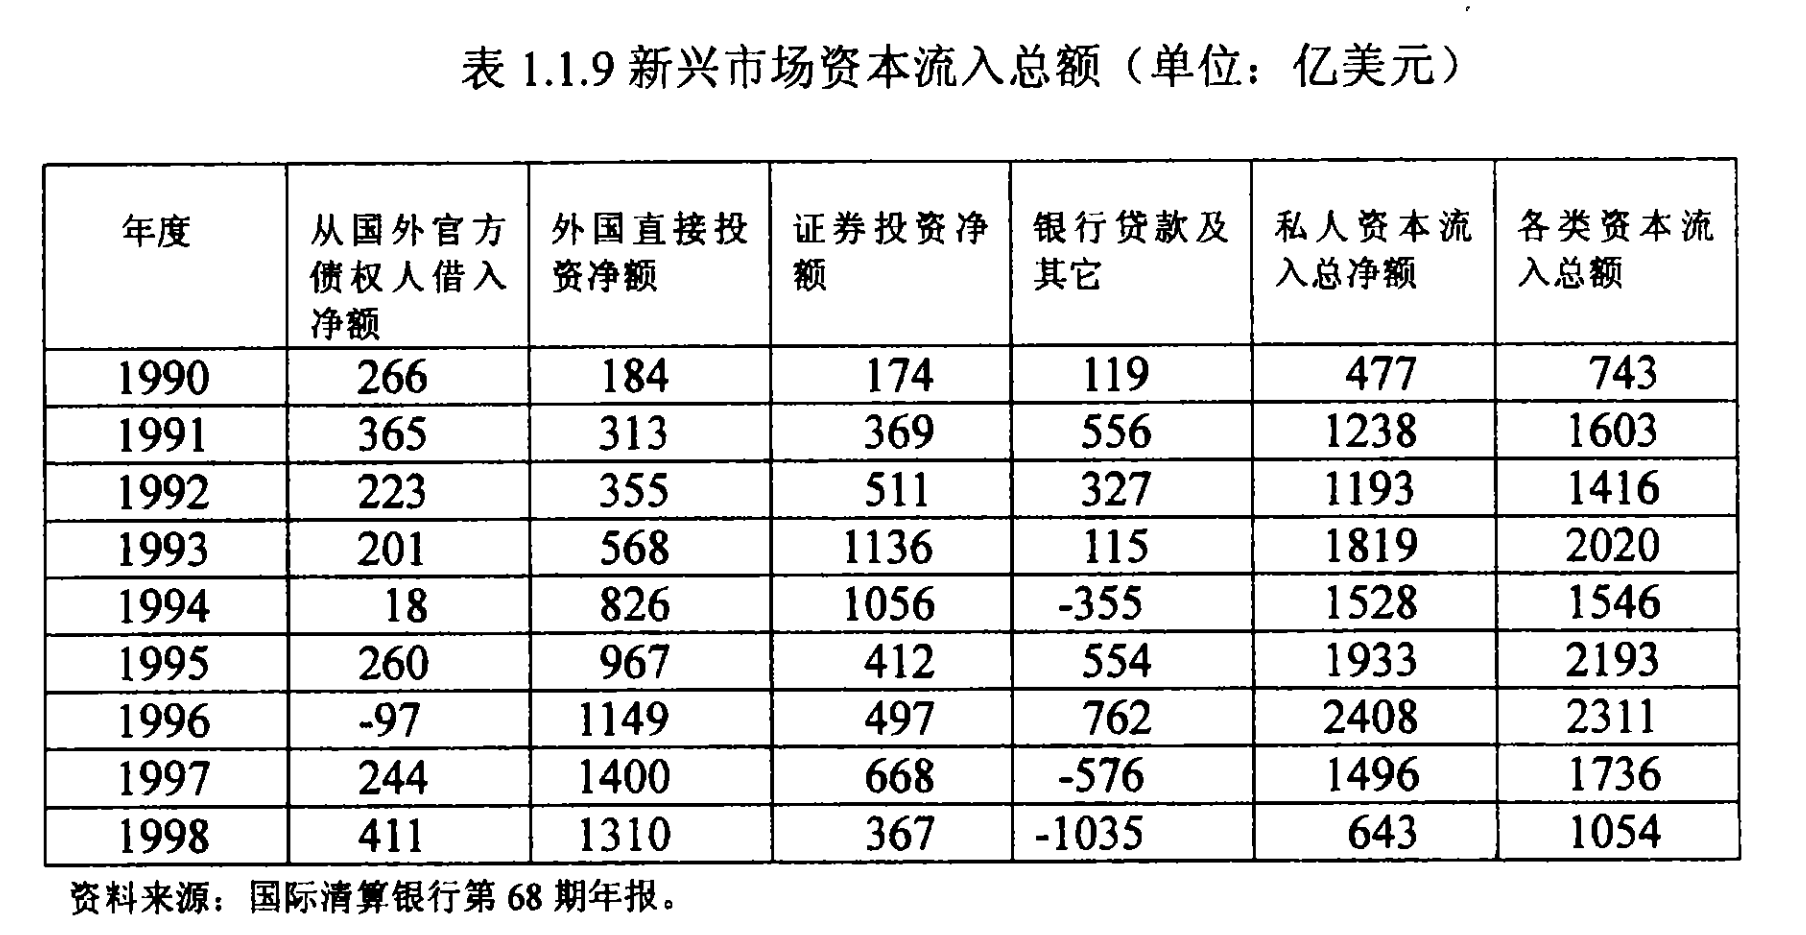 表 1.1.9 新兴市场资本流入总额（单位：亿美元）
年度 从国外官方债权人借入净额 外国直接投资净额 证券投资净额 银行贷款及其它 私人资本流入总净额 各类资本流入总额
1990 266 184 174 119 477 743
1991 365 313 369 556 1238 1603
1992 223 355 511 327 1193 1416
1993 201 568 1136 115 1819 2020
1994 18 826 1056 -355 1528 1546
1995 260 967 412 554 1933 2193
1996 -97 1149 497 762 2408 2311
1997 244 1400 668 -576 1496 1736
1998 411 1310 367 -1035 643 1054
资料来源：国际清算银行第 68 期年报。